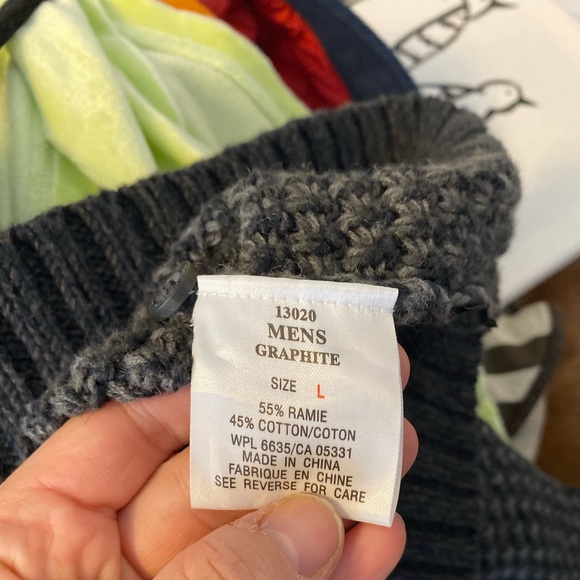 13020
MENS
GRAPHITE
SIZE L
55% RAMIE
45% COTTON/COTON
WPL 6635/CA 05331
MADE IN CHINA
FABRIQUE EN CHINE
SEE REVERSE FOR CARE